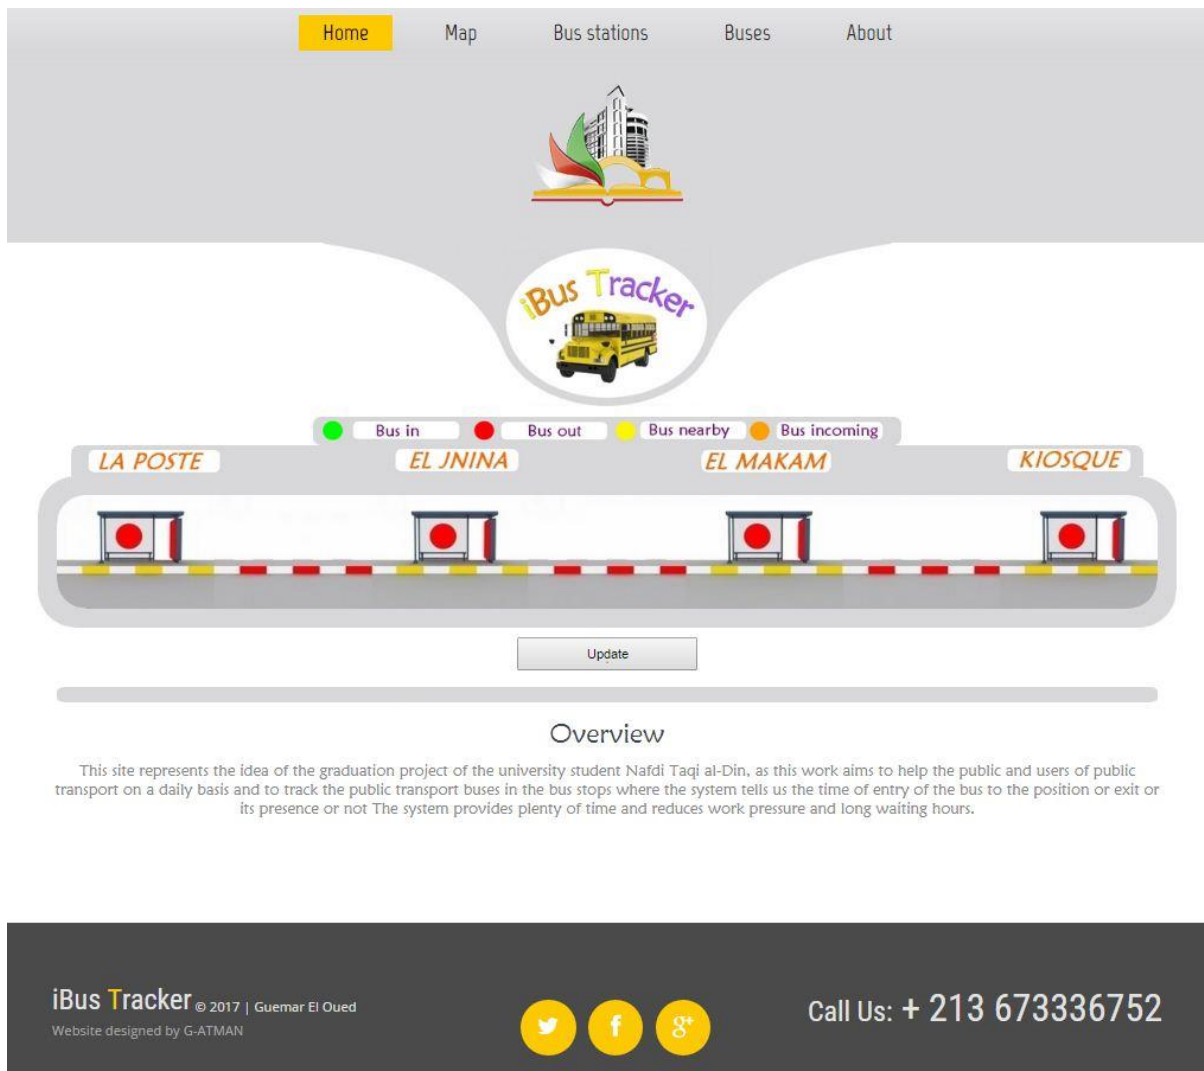 Home Map Bus stations Buses About
iBus Tracker
Bus in Bus out Bus nearby Bus incoming
LA POSTE EL JNINA EL MAKAM KIOSQUE
Update
Overview
This site represents the idea of the graduation project of the university student Nafdi Taqi al-Din, as this work aims to help the public and users of public
transport on a daily basis and to track the public transport buses in the bus stops where the system tells us the time of entry of the bus to the position or exit or
its presence or not The system provides plenty of time and reduces work pressure and long waiting hours.
iBus Tracker © 2017 | Guemar El Oued
Website designed by G-ATMAN
g+
Call Us: + 213 673336752